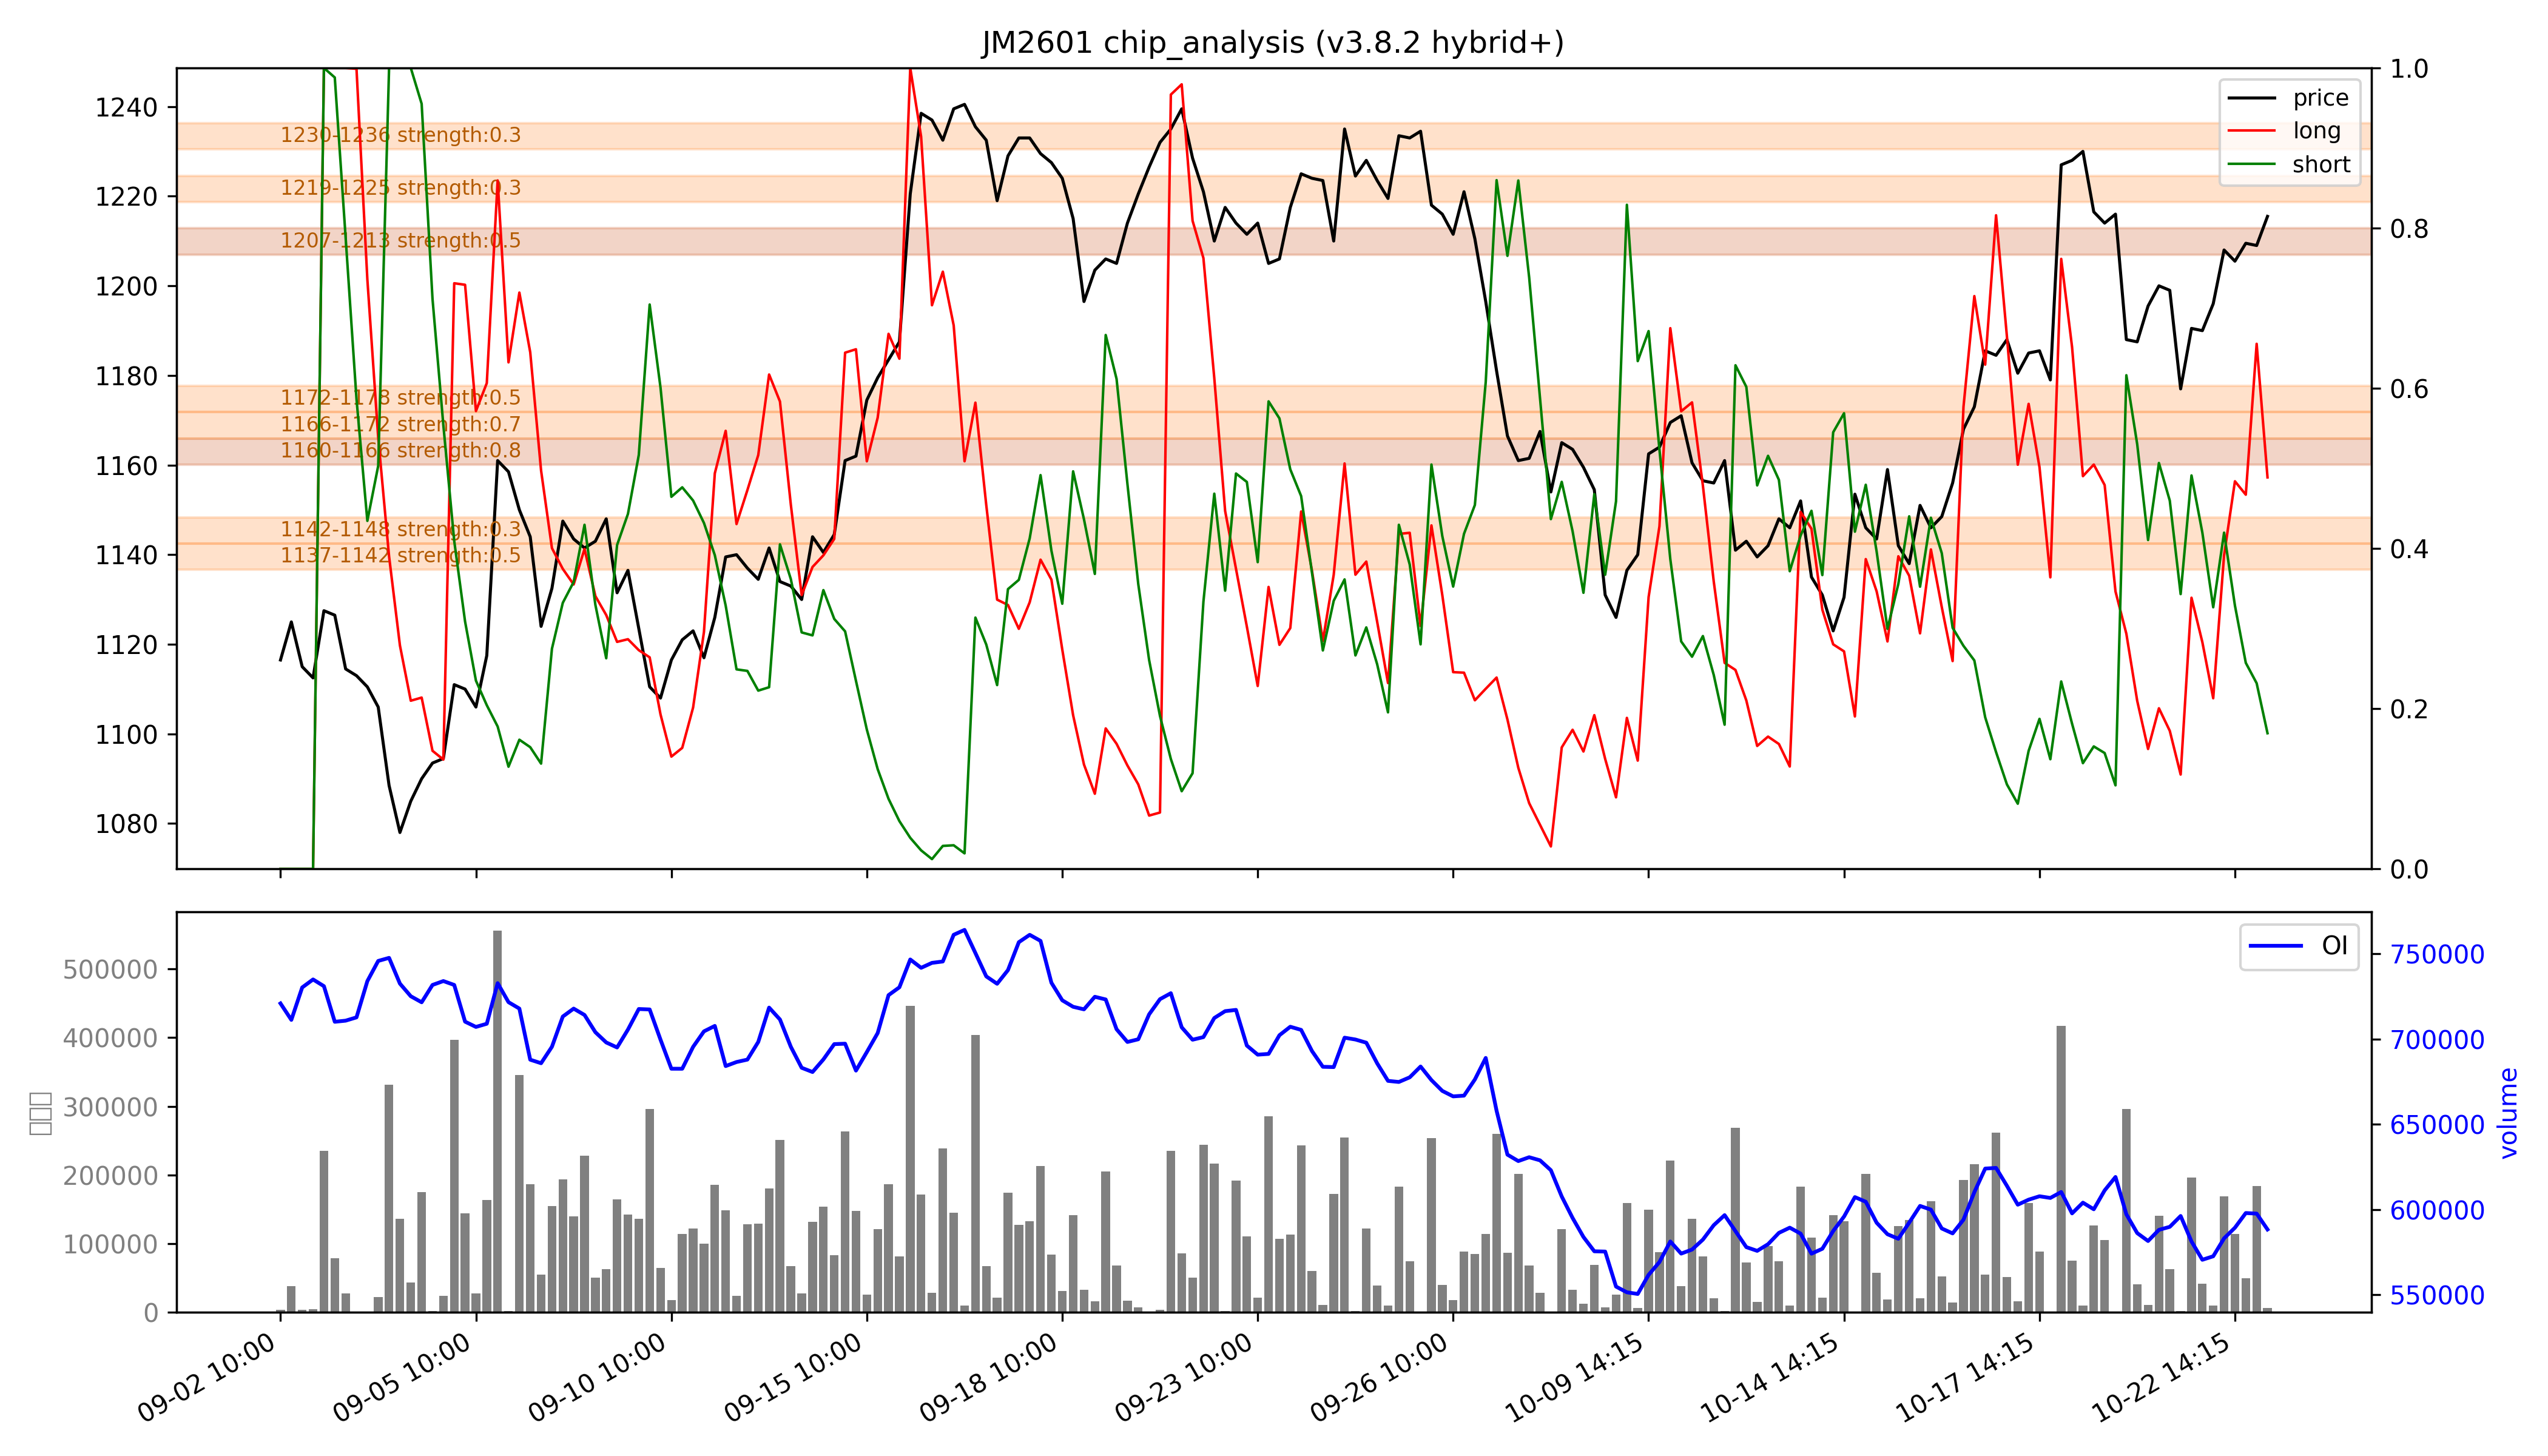 JM2601 chip_analysis (v3.8.2 hybrid+)
1240
1220
1200
1180
1160
1140
1120
1100
1080
1230-1236 strength:0.3
1219-1225 strength:0.3
1207-1213 strength:0.5
1172-1178 strength:0.5
1166-1172 strength:0.7
1160-1166 strength:0.8
1142-1148 strength:0.3
1137-1142 strength:0.5
price
long
short
1.0
0.8
0.6
0.4
0.2
0.0
500000
400000
300000
200000
100000
0
OI
750000
700000
650000
600000
550000
volume
09-02 10:00
09-05 10:00
09-10 10:00
09-15 10:00
09-18 10:00
09-23 10:00
09-26 10:00
10-09 14:15
10-14 14:15
10-17 14:15
10-22 14:15